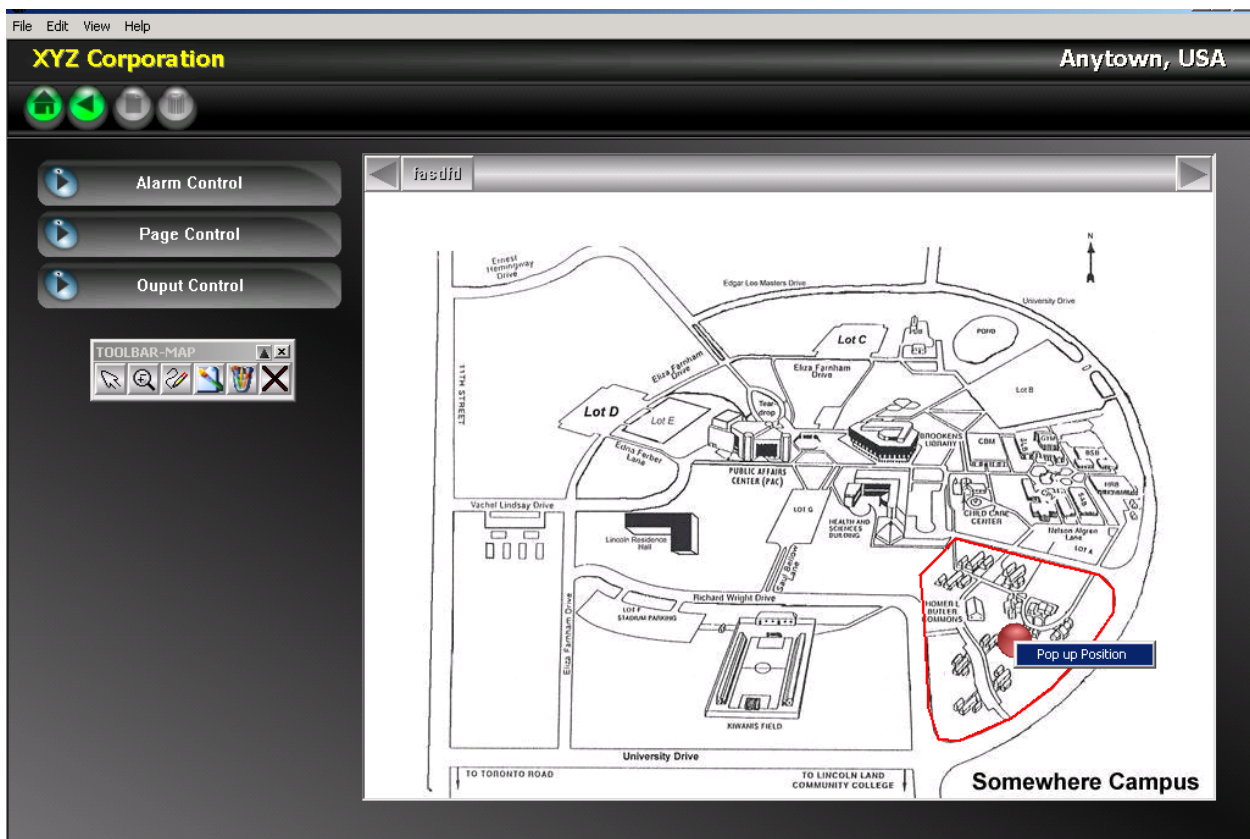 File Edit View Help
XYZ Corporation
Anytown, USA
Alarm Control
Page Control
Ouput Control
TOOLBAR-MAP
fasdfd
N
Ernest
Hemingway
Drive
Edgar Lee Masters Drive
University Drive
11TH STREET
Eliza Farnham
Drive
Lot C
POND
Eliza Farnham
Drive
Lot B
Lot D
Lot E
Tear-
drop
Edna Ferber
Lane
PUBLIC AFFAIRS
CENTER (PAC)
BROOKENS
LIBRARY
CBM
BSB
HRB
SAB
Vachel Lindsay Drive
LOT G
HEALTH AND
SCIENCES
BUILDING
CHILD CARE
CENTER
Nelson Algren
Lane
LOT A
Lincoln Residence
Hall
Saul Bellow
Lane
Richard Wright Drive
LOT F
STADIUM PARKING
Eliza Farnham Drive
HOMER L
BUTLER
COMMONS
Pop up Position
KIWANIS FIELD
University Drive
TO TORONTO ROAD
TO LINCOLN LAND
COMMUNITY COLLEGE
Somewhere Campus